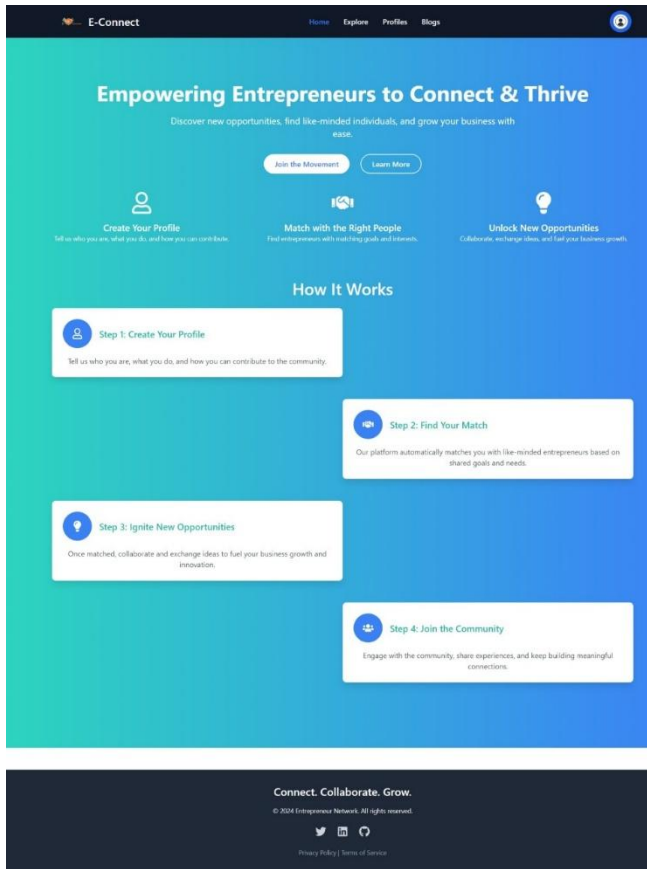 E-Connect
Home Explore Profiles Blogs
Empowering Entrepreneurs to Connect & Thrive
Discover new opportunities, find like-minded individuals, and grow your business with
ease.
Join the Movement Learn More
Create Your Profile
Tell us who you are, what you do, and how you can contribute.
Match with the Right People
Find entrepreneurs with matching goals and interests.
Unlock New Opportunities
Collaborate, exchange ideas, and fuel your business growth.
How It Works
Step 1: Create Your Profile
Tell us who you are, what you do, and how you can contribute to the community.
Step 2: Find Your Match
Our platform automatically matches you with like-minded entrepreneurs based on
shared goals and needs.
Step 3: Ignite New Opportunities
Once matched, collaborate and exchange ideas to fuel your business growth and
innovation.
Step 4: Join the Community
Engage with the community, share experiences, and keep building meaningful
connections.
Connect. Collaborate. Grow.
© 2024 Entrepreneur Network. All rights reserved.
Privacy Policy | Terms of Service